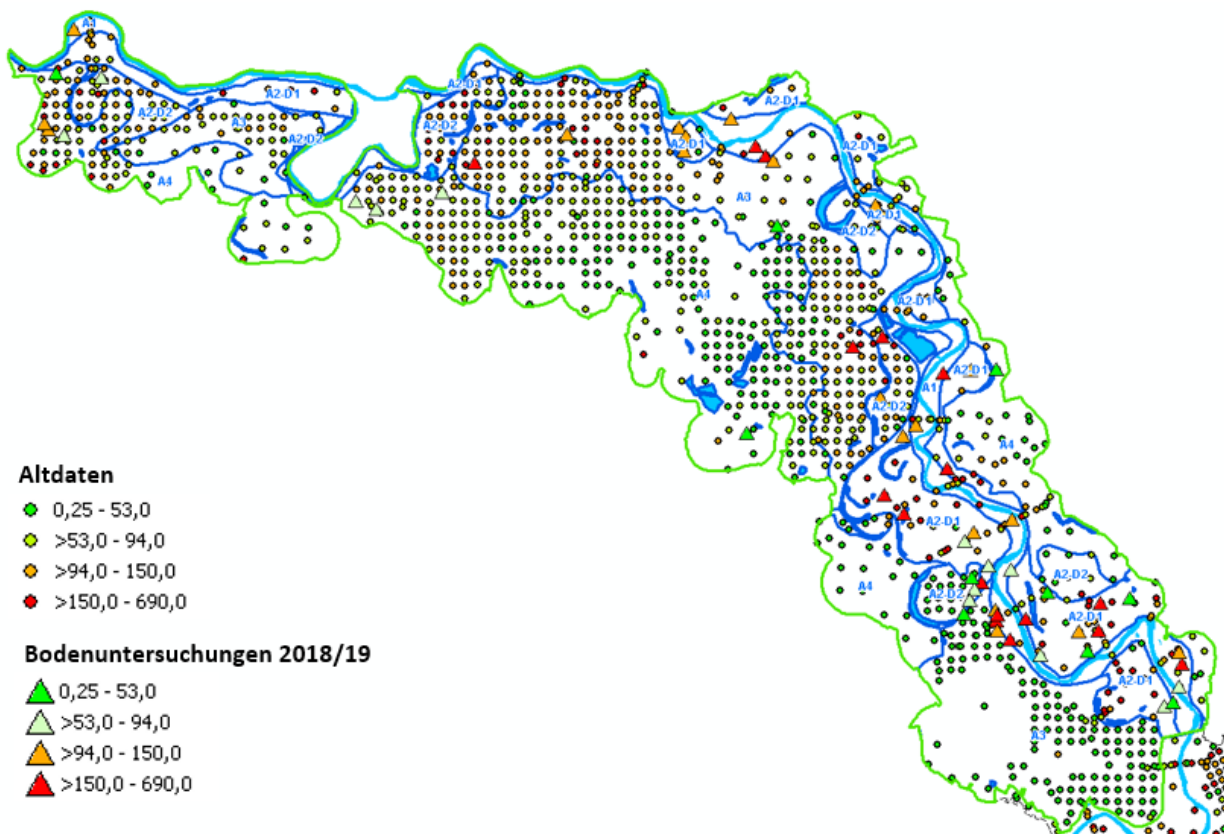 A1
A2-D1
A2-D1
A2-D1
A2-D2
A3
A2-D2
A2-D1
A2-D1
A2-D2
A4
A3
A2-D1
A2-D2
A4
A2-D1
A2-D1
A1
A2-D2
A4
Altdaten
0,25 - 53,0
>53,0 - 94,0
>94,0 - 150,0
>150,0 - 690,0
A2-D1
A2-D2
A4
A2-D2
A2-D1
Bodenuntersuchungen 2018/19
0,25 - 53,0
>53,0 - 94,0
>94,0 - 150,0
>150,0 - 690,0
A2-D1
A3